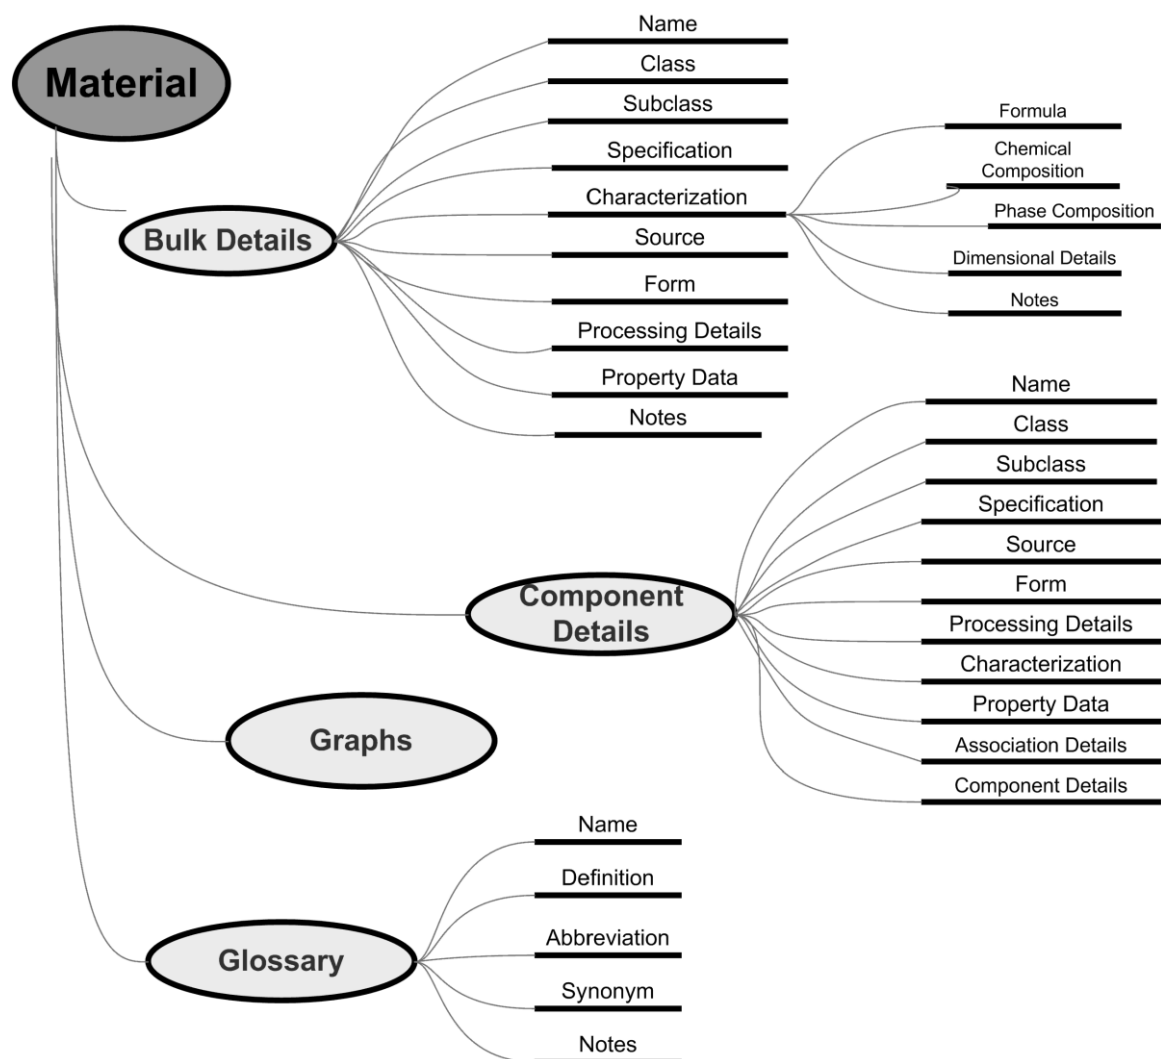 Material
Bulk Details
Name
Class
Subclass
Specification
Characterization
Source
Form
Processing Details
Property Data
Notes
Formula
Chemical
Composition
Phase Composition
Dimensional Details
Notes
Component
Details
Name
Class
Subclass
Specification
Source
Form
Processing Details
Characterization
Property Data
Association Details
Component Details
Graphs
Glossary
Name
Definition
Abbreviation
Synonym
Notes